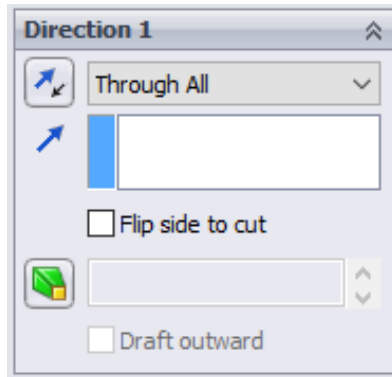 Direction 1
Through All
Flip side to cut
Draft outward